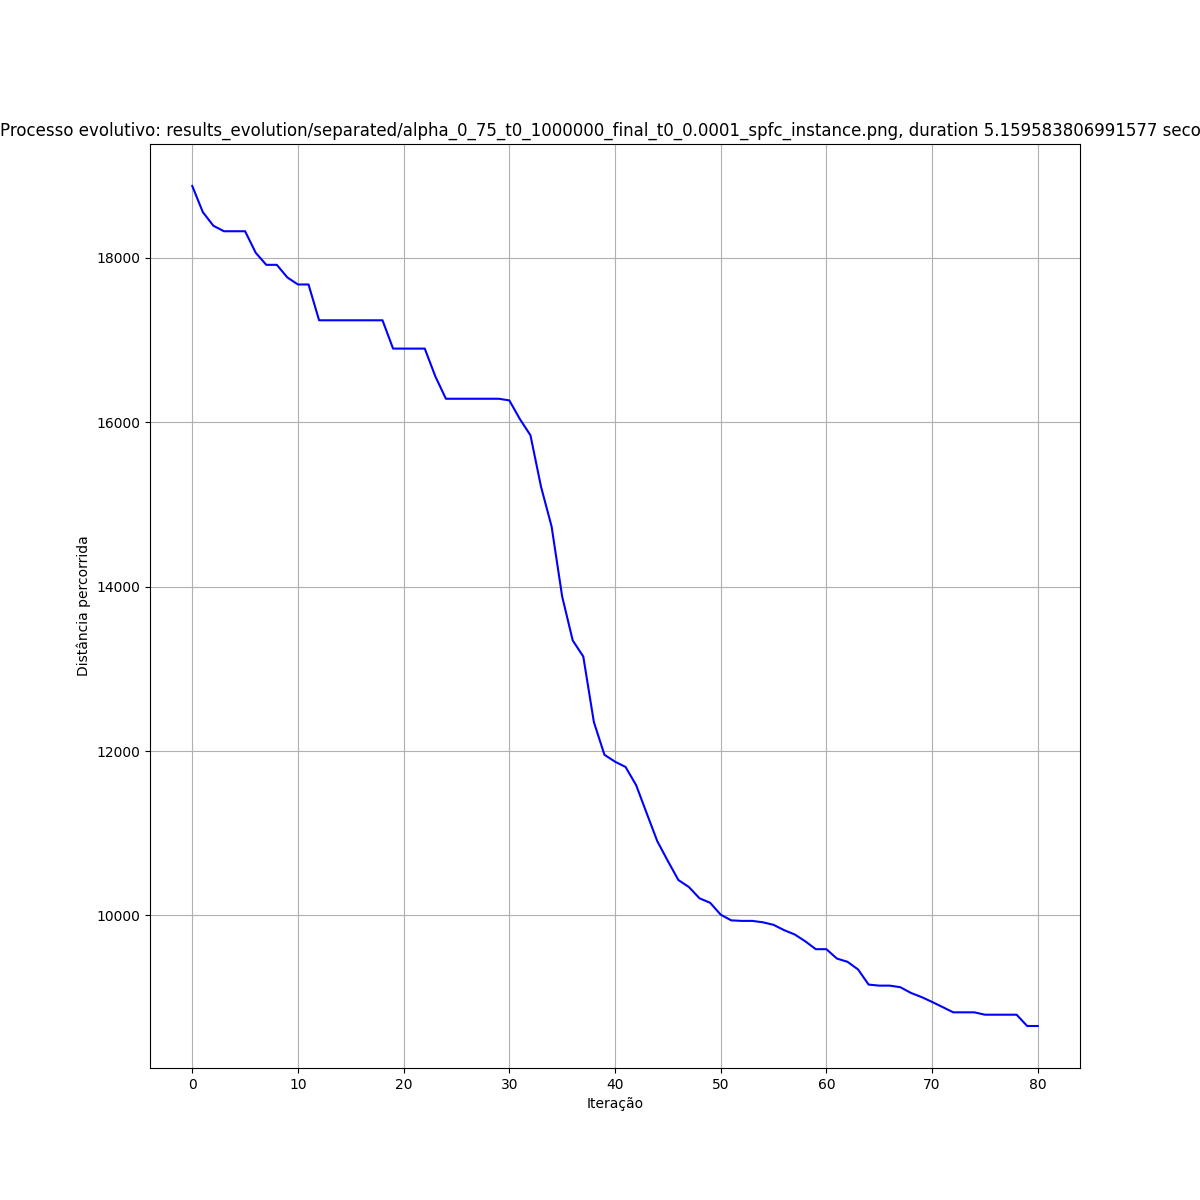 Processo evolutivo: results_evolution/separated/alpha_0_75_t0_1000000_final_t0_0.0001_spfc_instance.png, duration 5.159583806991577 seco
18000
16000
14000
12000
10000
Distância percorrida
0 10 20 30 40 50 60 70 80
Iteração